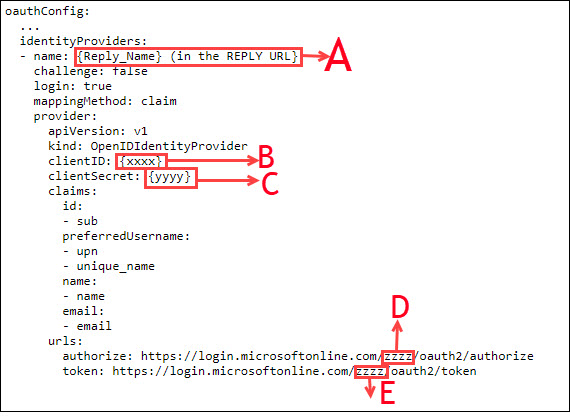 oauthConfig:
...
identityProviders:
- name: {Reply_Name} (in the REPLY URL} A
challenge: false
login: true
mappingMethod: claim
provider:
apiVersion: v1
kind: OpenIDIdentityProvider
clientID: {xxxx} B
clientSecret: {yyyy} C
claims:
id:
- sub
preferredUsername:
- upn
- unique_name
name:
- name
email:
- email
D
urls:
authorize: https://login.microsoftonline.com/zzzz/oauth2/authorize
token: https://login.microsoftonline.com/zzzz/oauth2/token
E